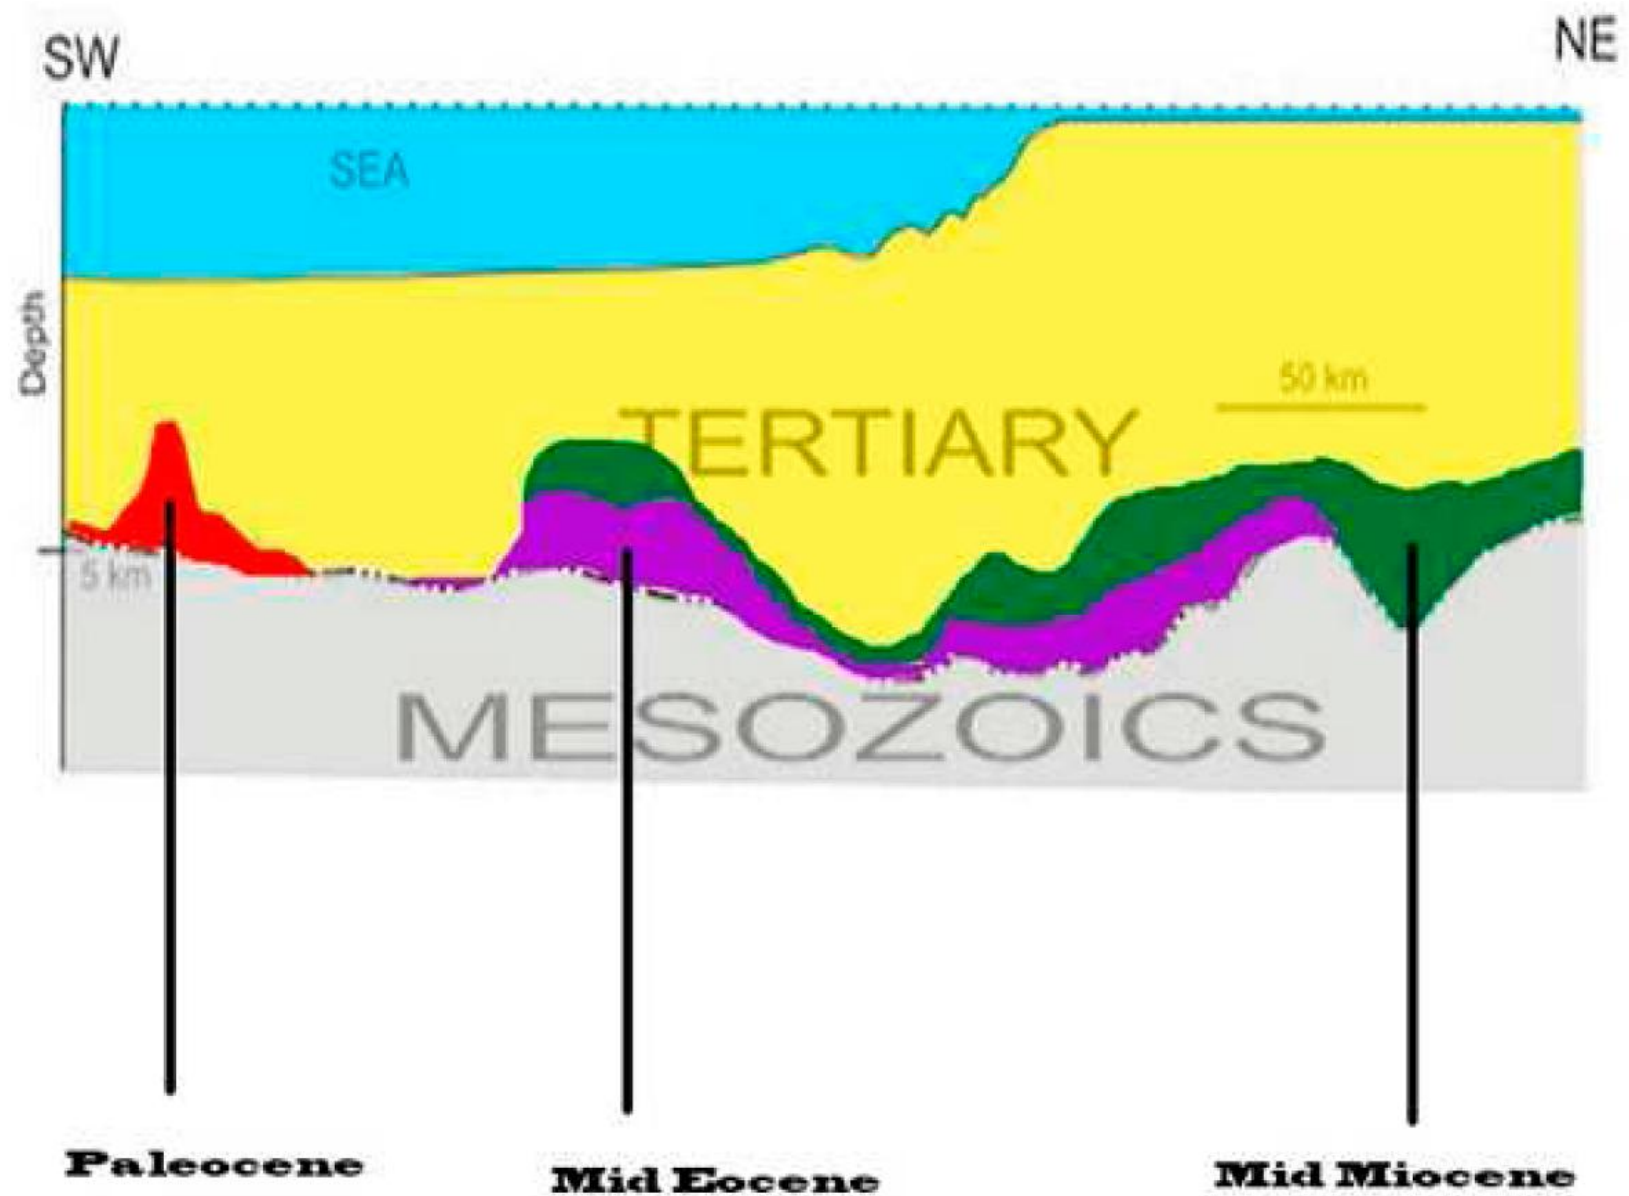 SW
NE
SEA
Depth
50 km
TERTIARY
5 km
MESOZOICS
Paleocene
Mid Eocene
Mid Miocene